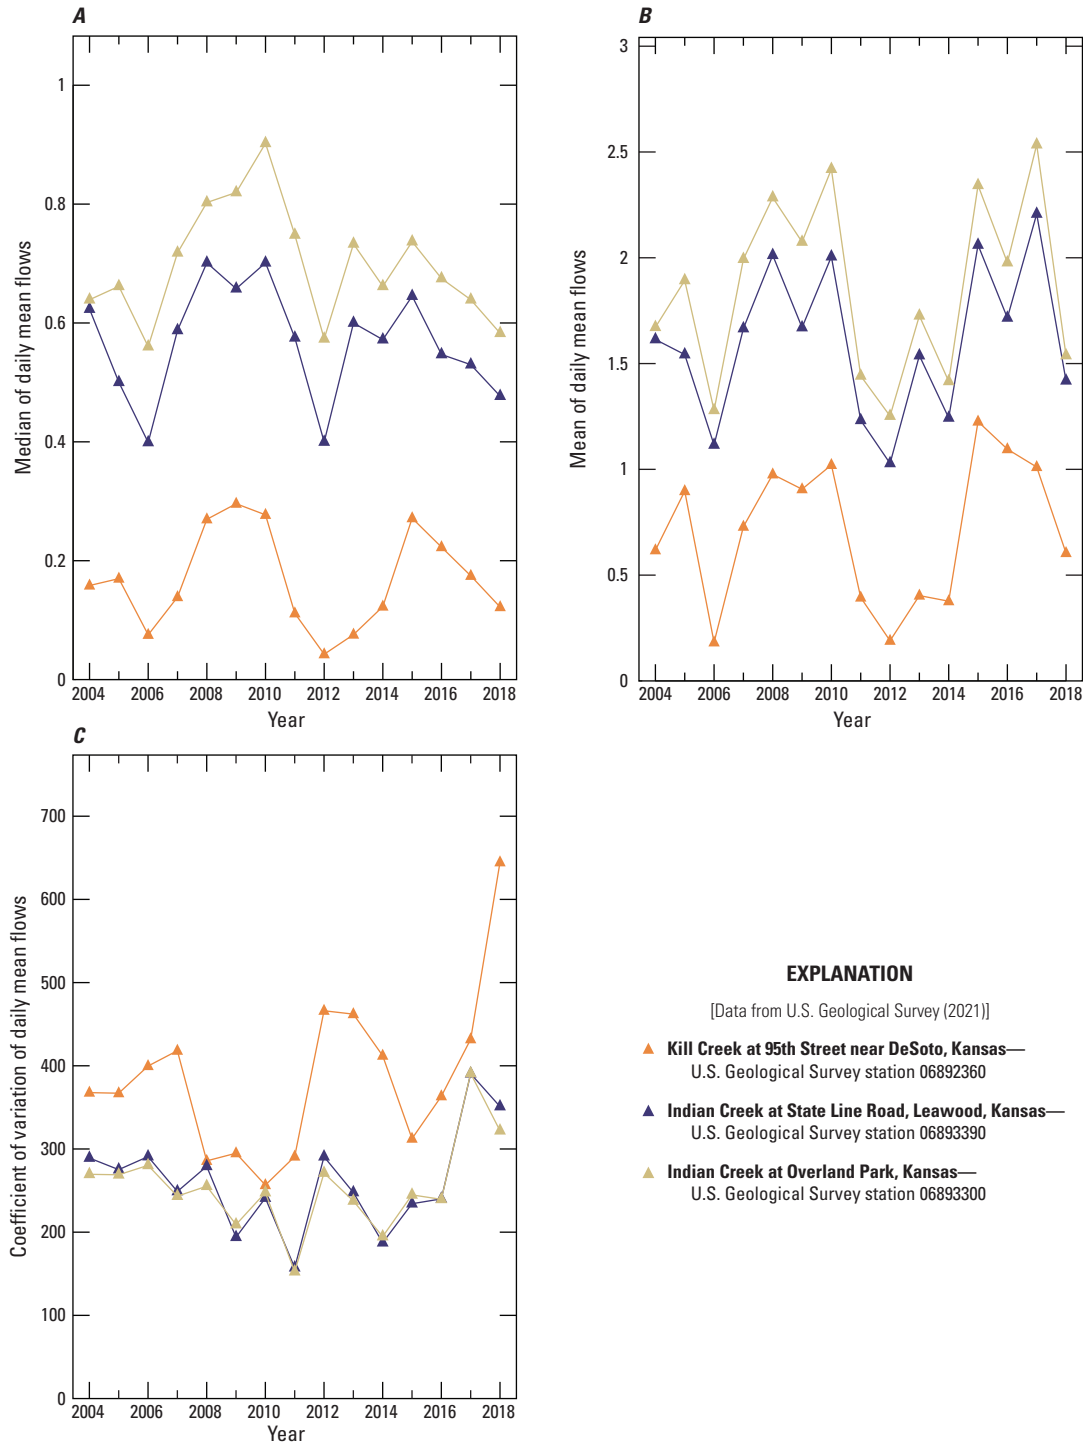 A
1
0.8
0.6
0.4
0.2
0
Median of daily mean flows
2004 2006 2008 2010 2012 2014 2016 2018
Year
B
3
2.5
2
1.5
1
0.5
0
Mean of daily mean flows
2004 2006 2008 2010 2012 2014 2016 2018
Year
C
700
600
500
400
300
200
100
0
Coefficient of variation of daily mean flows
2004 2006 2008 2010 2012 2014 2016 2018
Year
EXPLANATION
[Data from U.S. Geological Survey (2021)]
Kill Creek at 95th Street near DeSoto, Kansas—
U.S. Geological Survey station 06892360
Indian Creek at State Line Road, Leawood, Kansas—
U.S. Geological Survey station 06893390
Indian Creek at Overland Park, Kansas—
U.S. Geological Survey station 06893300